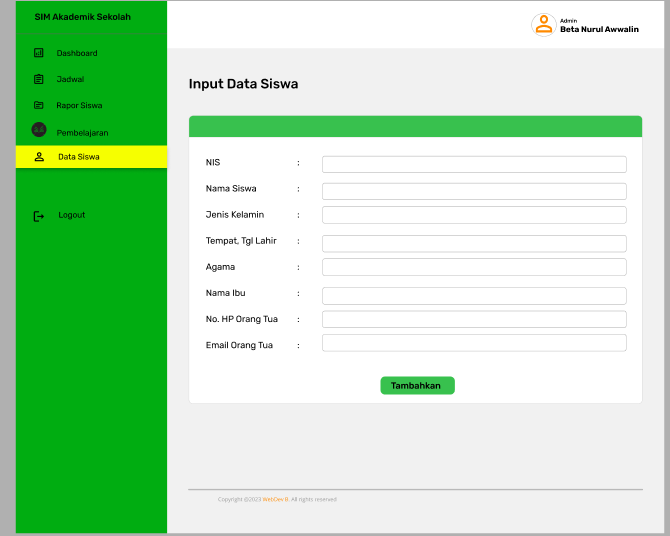 SIM Akademik Sekolah
Admin
Beta Nurul Awwalin
Dashboard
Jadwal
Rapor Siswa
Pembelajaran
Data Siswa
Logout
Input Data Siswa
NIS :
Nama Siswa :
Jenis Kelamin :
Tempat, Tgl Lahir :
Agama :
Nama Ibu :
No. HP Orang Tua :
Email Orang Tua :
Tambahkan
Copyright @2023 WebDev B. All rights reserved